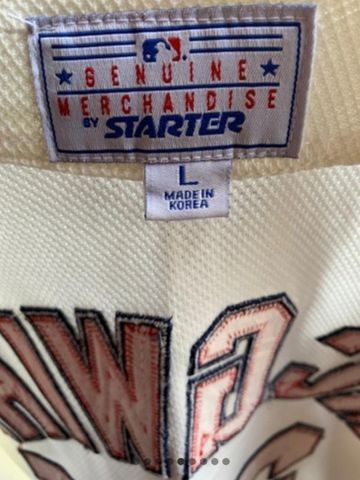 GENUINE
MERCHANDISE
BY STARTER
L
MADE IN
KOREA